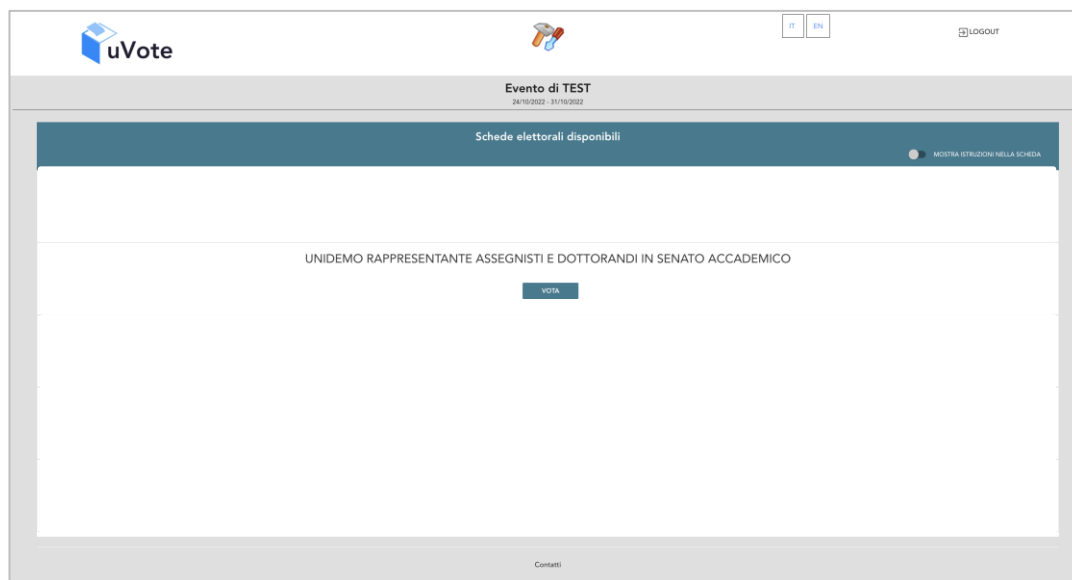 uVote
IT EN
LOGOUT
Evento di TEST
24/10/2022 - 31/10/2022
Schede elettorali disponibili
MOSTRA ISTRUZIONI NELLA SCHEDA
UNIDEMO RAPPRESENTANTE ASSEGNISTI E DOTTORANDI IN SENATO ACCADEMICO
VOTA
Contatti